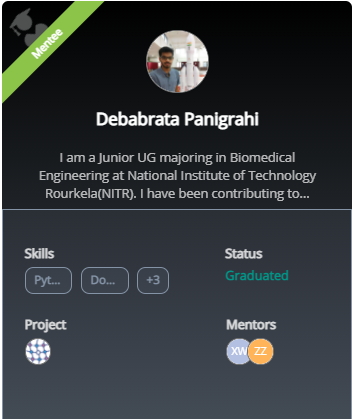 Mentee
Debabrata Panigrahi
I am a Junior UG majoring in Biomedical
Engineering at National Institute of Technology
Rourkela(NITR). I have been contributing to...
Skills
Status
Pyt...
Do...
+3
Graduated
Project
Mentors
XW
ZZ